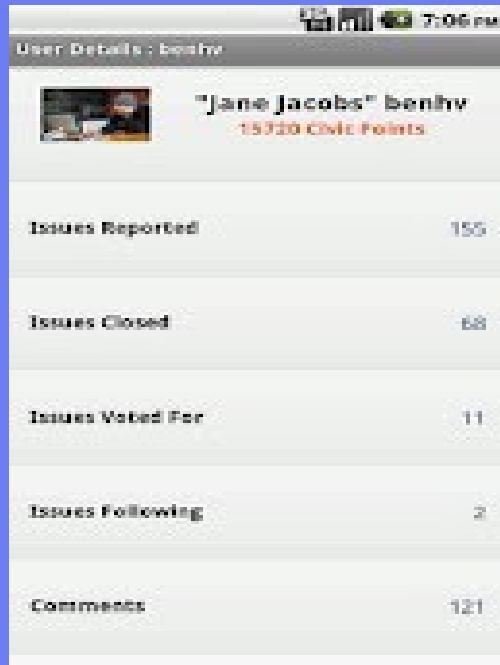 7:06 PM
User Details : benhv
"Jane Jacobs" benhv
15720 Civic Points
Issues Reported 155
Issues Closed 68
Issues Voted For 11
Issues Following 2
Comments 121